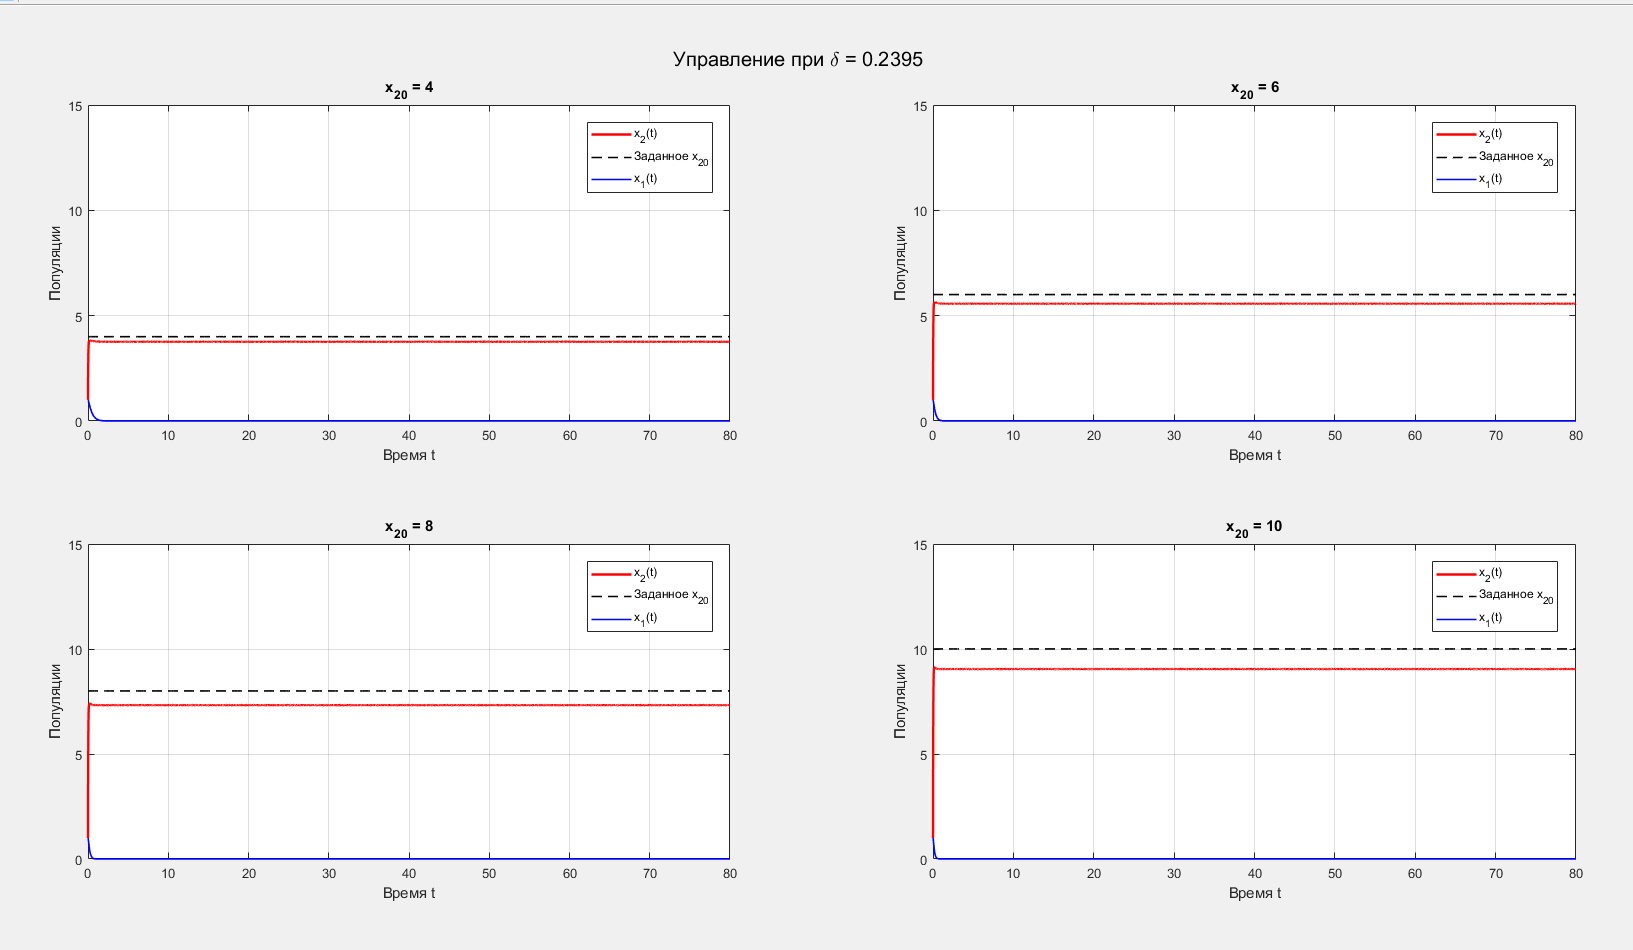 Управление при δ = 0.2395
x20 = 4
15
10
5
0
Популяции
x2(t)
Заданное x20
x1(t)
0 10 20 30 40 50 60 70 80
Время t
x20 = 6
15
10
5
0
Популяции
x2(t)
Заданное x20
x1(t)
0 10 20 30 40 50 60 70 80
Время t
x20 = 8
15
10
5
0
Популяции
x2(t)
Заданное x20
x1(t)
0 10 20 30 40 50 60 70 80
Время t
x20 = 10
15
10
5
0
Популяции
x2(t)
Заданное x20
x1(t)
0 10 20 30 40 50 60 70 80
Время t